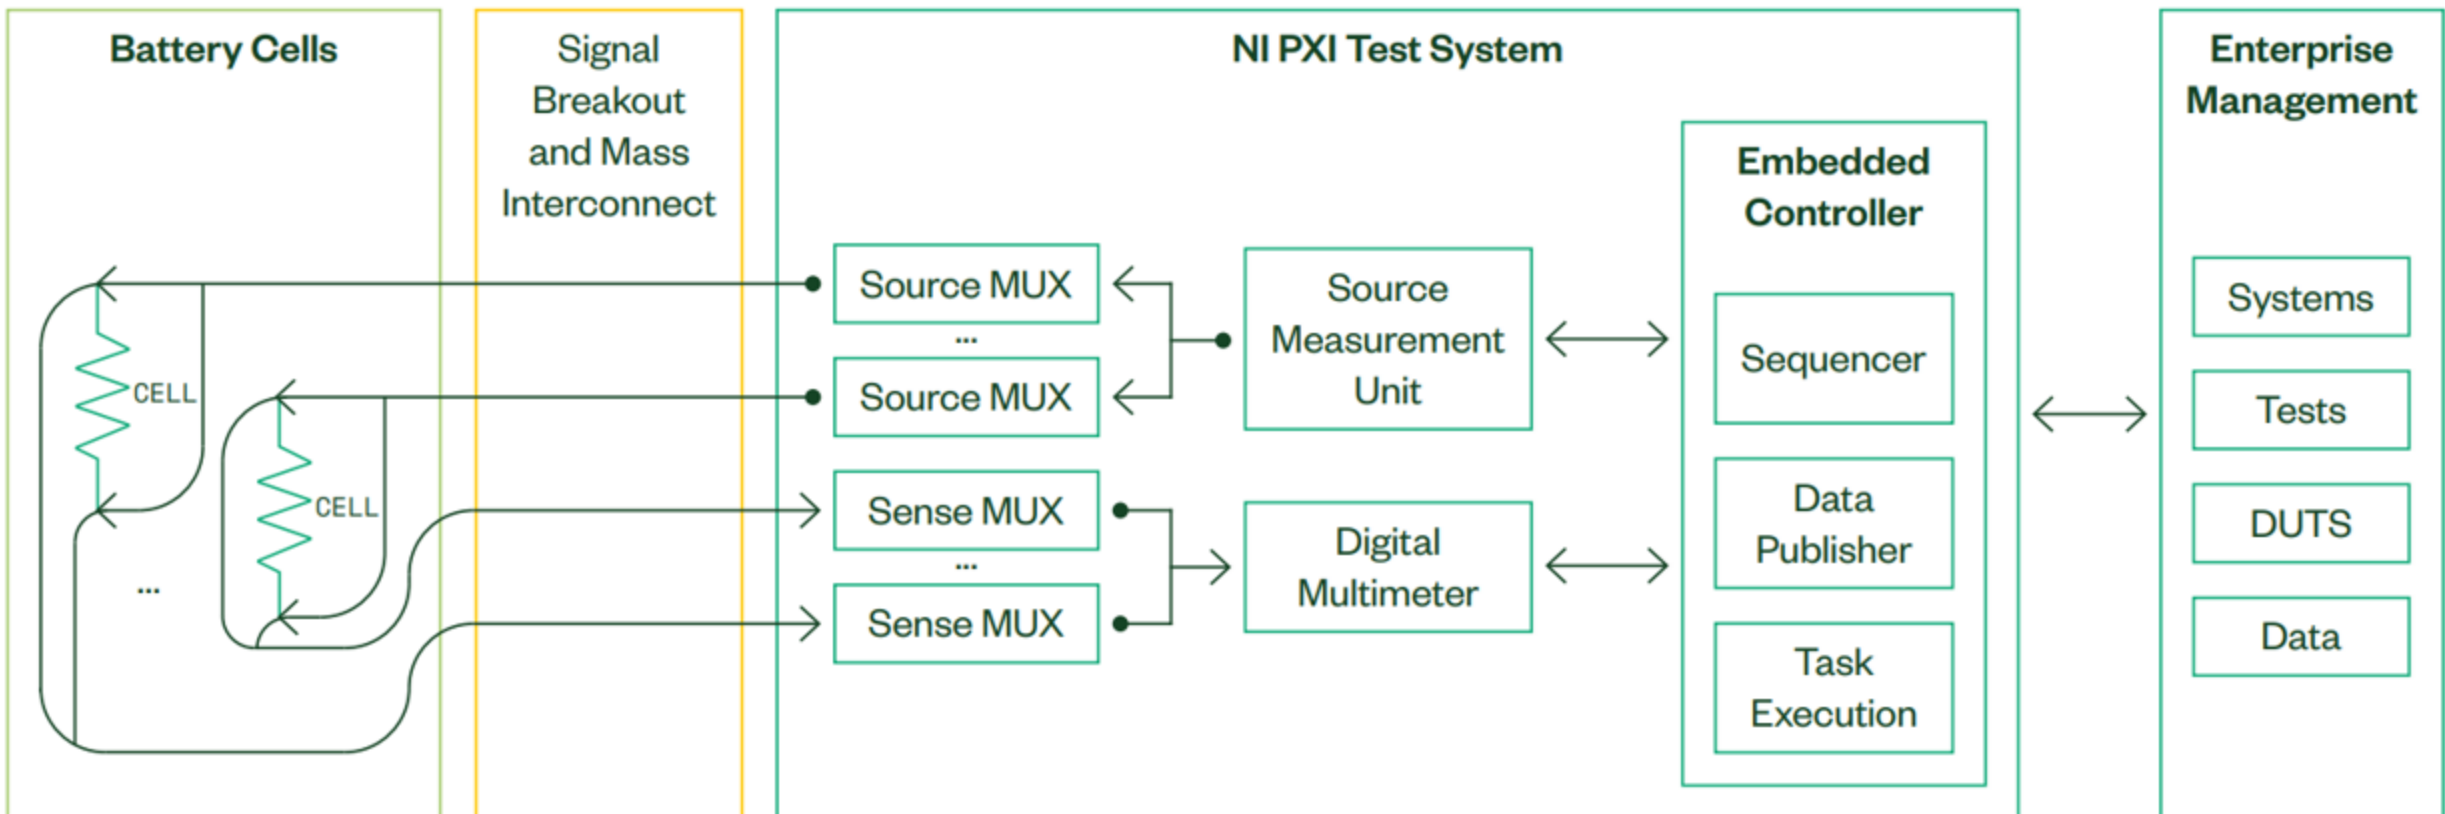 Battery Cells
CELL
CELL
...
Signal
Breakout
and Mass
Interconnect
NI PXI Test System
Source MUX
...
Source MUX
Sense MUX
...
Sense MUX
Source
Measurement
Unit
Digital
Multimeter
Embedded
Controller
Sequencer
Data
Publisher
Task
Execution
Enterprise
Management
Systems
Tests
DUTS
Data